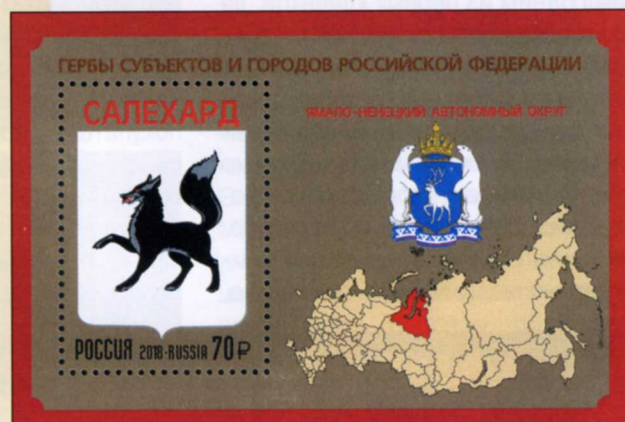 ГЕРБЫ СУБЪЕКТОВ И ГОРОДОВ РОССИЙСКОЙ ФЕДЕРАЦИИ
САЛЕХАРД
ЯМАЛО-НЕНЕЦКИЙ АВТОНОМНЫЙ ОКРУГ
РОССИЯ 2018·RUSSIA 70₽